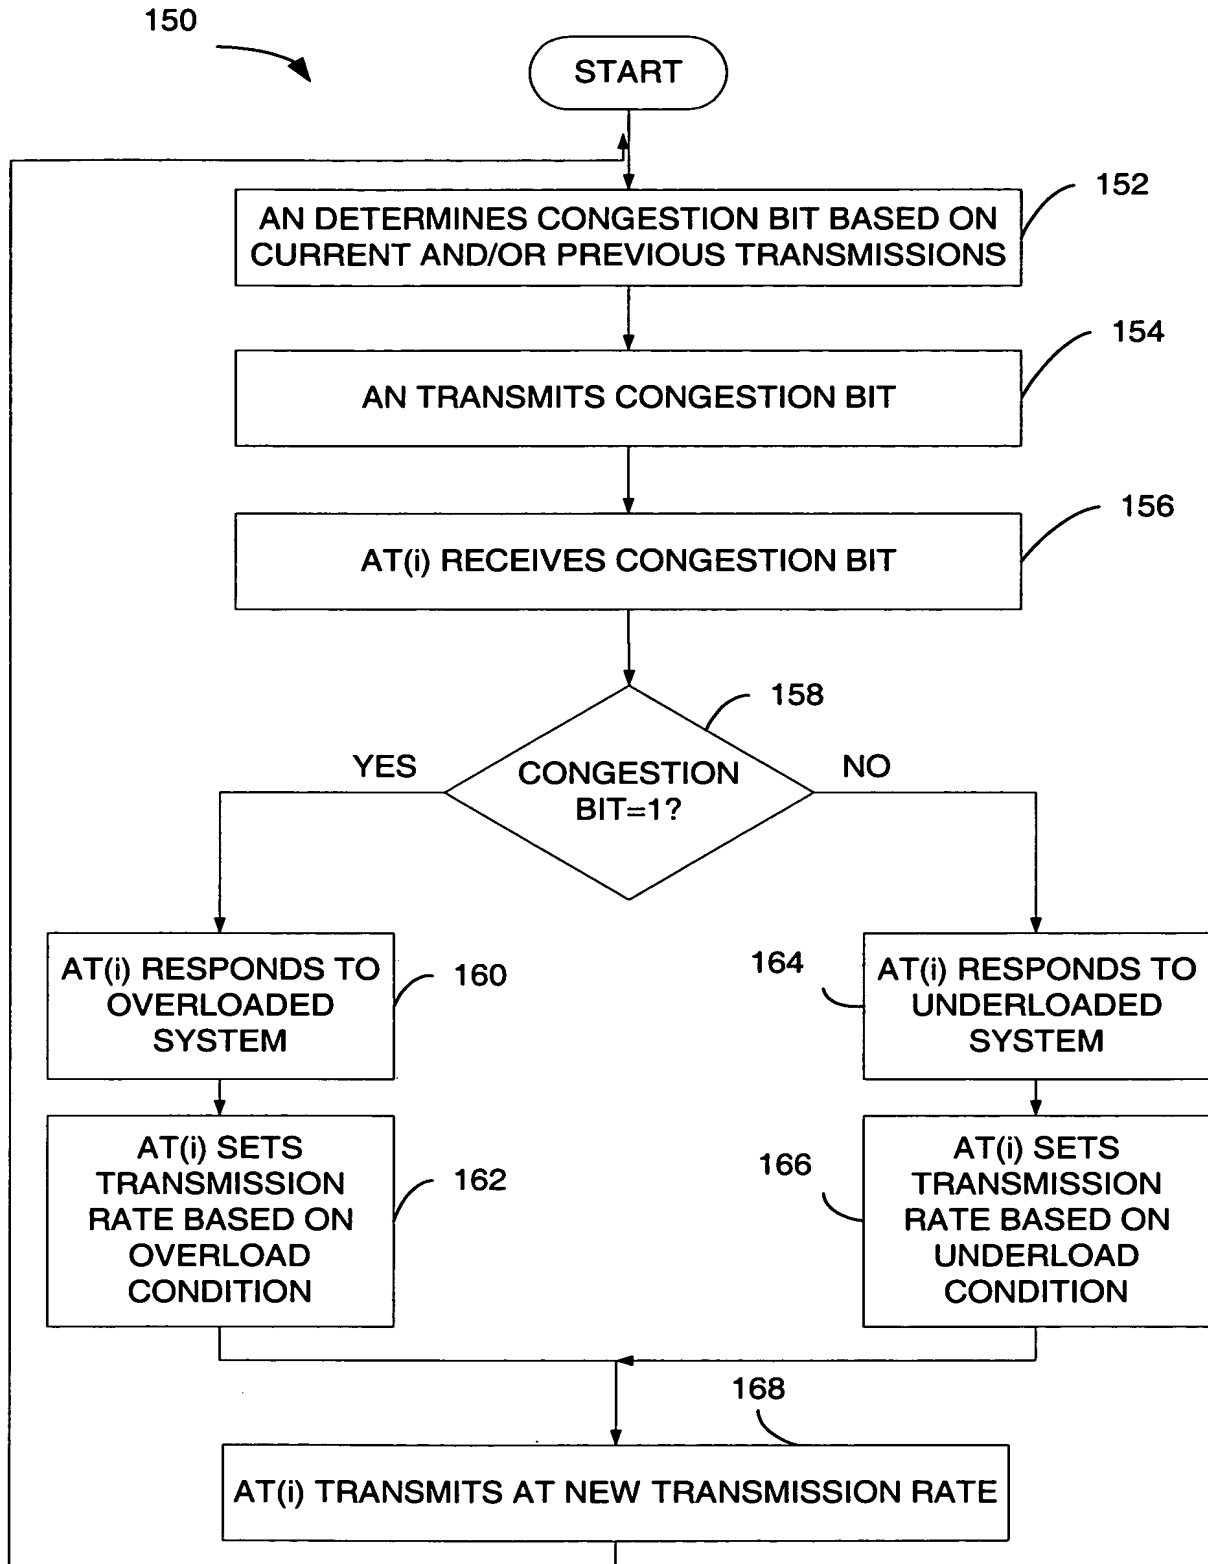 150
START
AN DETERMINES CONGESTION BIT BASED ON
CURRENT AND/OR PREVIOUS TRANSMISSIONS
152
AN TRANSMITS CONGESTION BIT
154
AT(i) RECEIVES CONGESTION BIT
156
158
YES
CONGESTION
BIT=1?
NO
AT(i) RESPONDS TO
OVERLOADED
SYSTEM
160
164
AT(i) RESPONDS TO
UNDERLOADED
SYSTEM
AT(i) SETS
TRANSMISSION
RATE BASED ON
OVERLOAD
CONDITION
162
166
AT(i) SETS
TRANSMISSION
RATE BASED ON
UNDERLOAD
CONDITION
168
AT(i) TRANSMITS AT NEW TRANSMISSION RATE